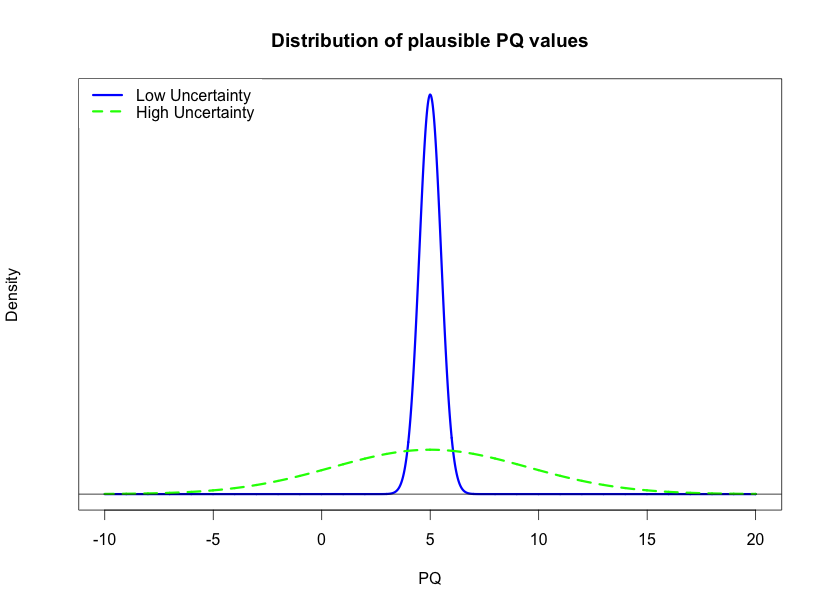 Distribution of plausible PQ values
Low Uncertainty
High Uncertainty
Density
-10 -5 0 5 10 15 20
PQ